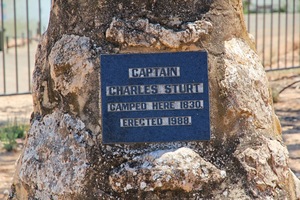 CAPTAIN
CHARLES STURT
CAMPED HERE 1830.
ERECTED 1988.